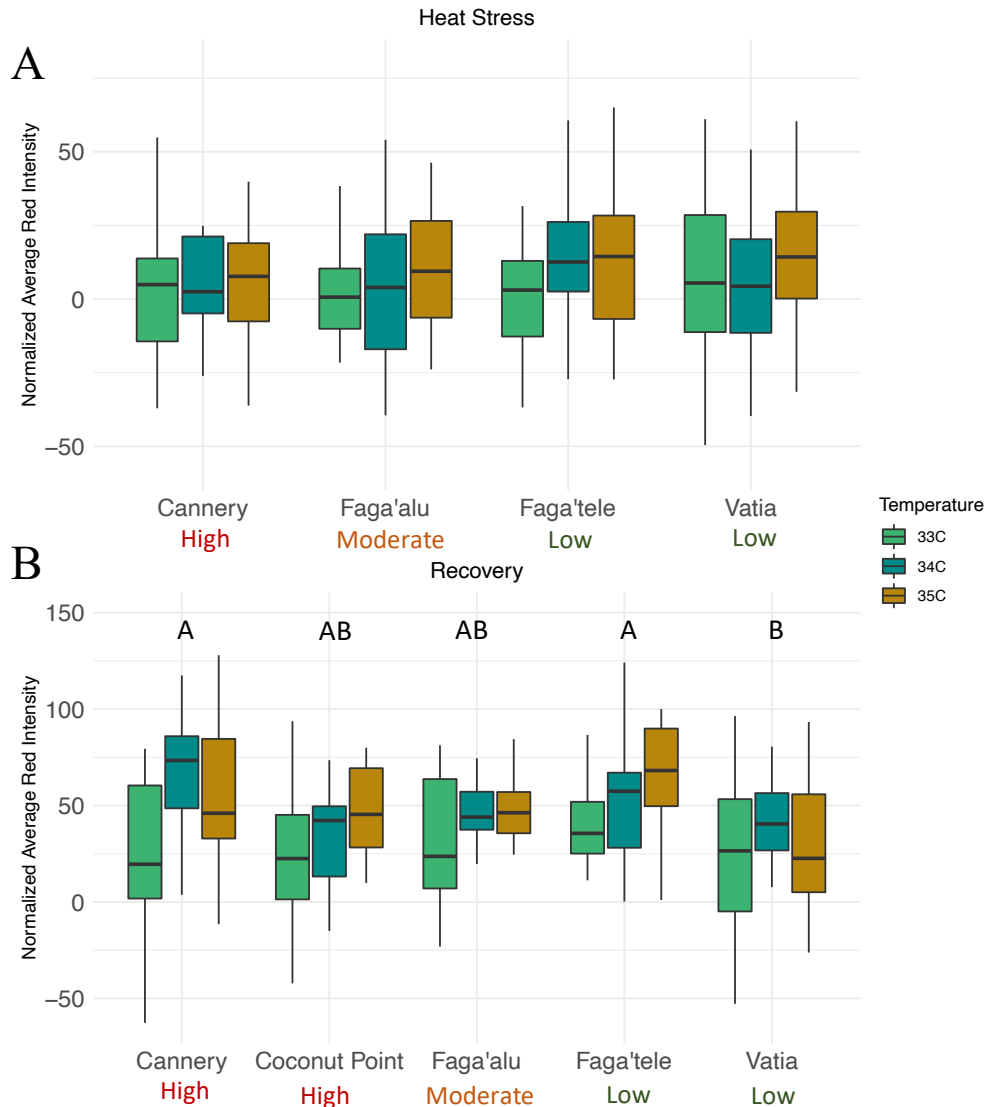 Heat Stress
A
Normalized Average Red Intensity
50
0
−50
Cannery Faga'alu Faga'tele Vatia
High Moderate Low Low
Temperature
33C
34C
35C
B
Recovery
Normalized Average Red Intensity
150
100
50
0
−50
A AB AB A B
Cannery Coconut Point Faga'alu Faga'tele Vatia
High High Moderate Low Low